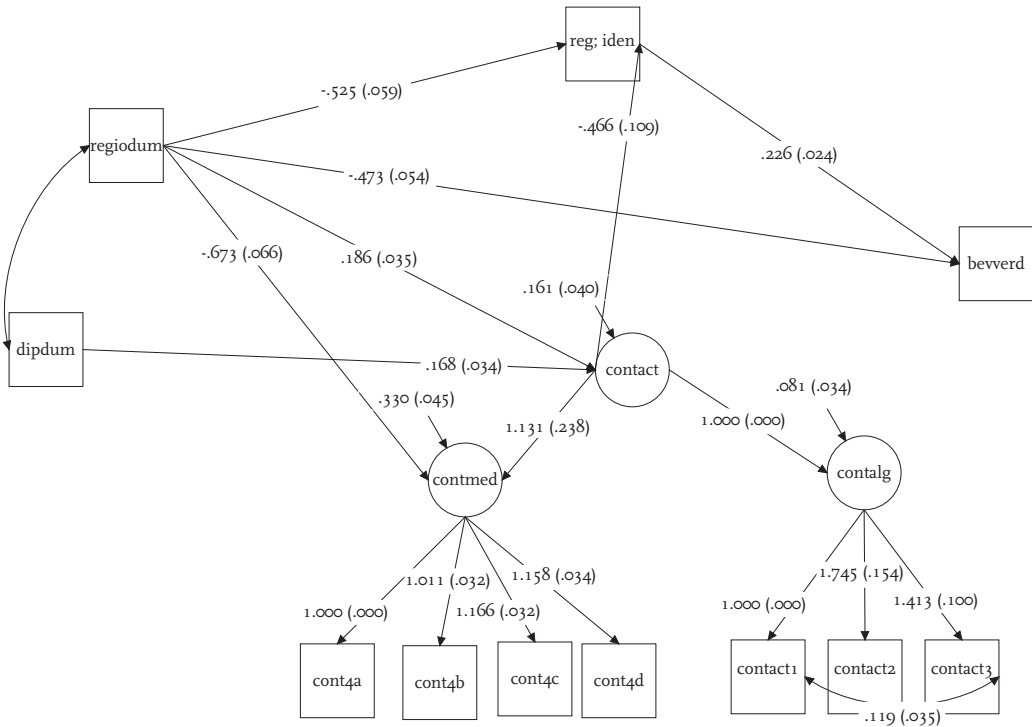 reg; iden
-.525 (.059)
regiodum
-.466 (.109)
.226 (.024)
-.473 (.054)
-.673 (.066)
.186 (.035)
bevverd
.161 (.040)
dipdum
.168 (.034)
contact
.081 (.034)
.330 (.045)
1.131 (.238)
1.000 (.000)
contmed
contalg
1.011 (.032)
1.158 (.034)
1.745 (.154)
1.000 (.000)
1.166 (.032)
1.000 (.000)
1.413 (.100)
cont4a
cont4b
cont4c
cont4d
contact1
contact2
contact3
.119 (.035)